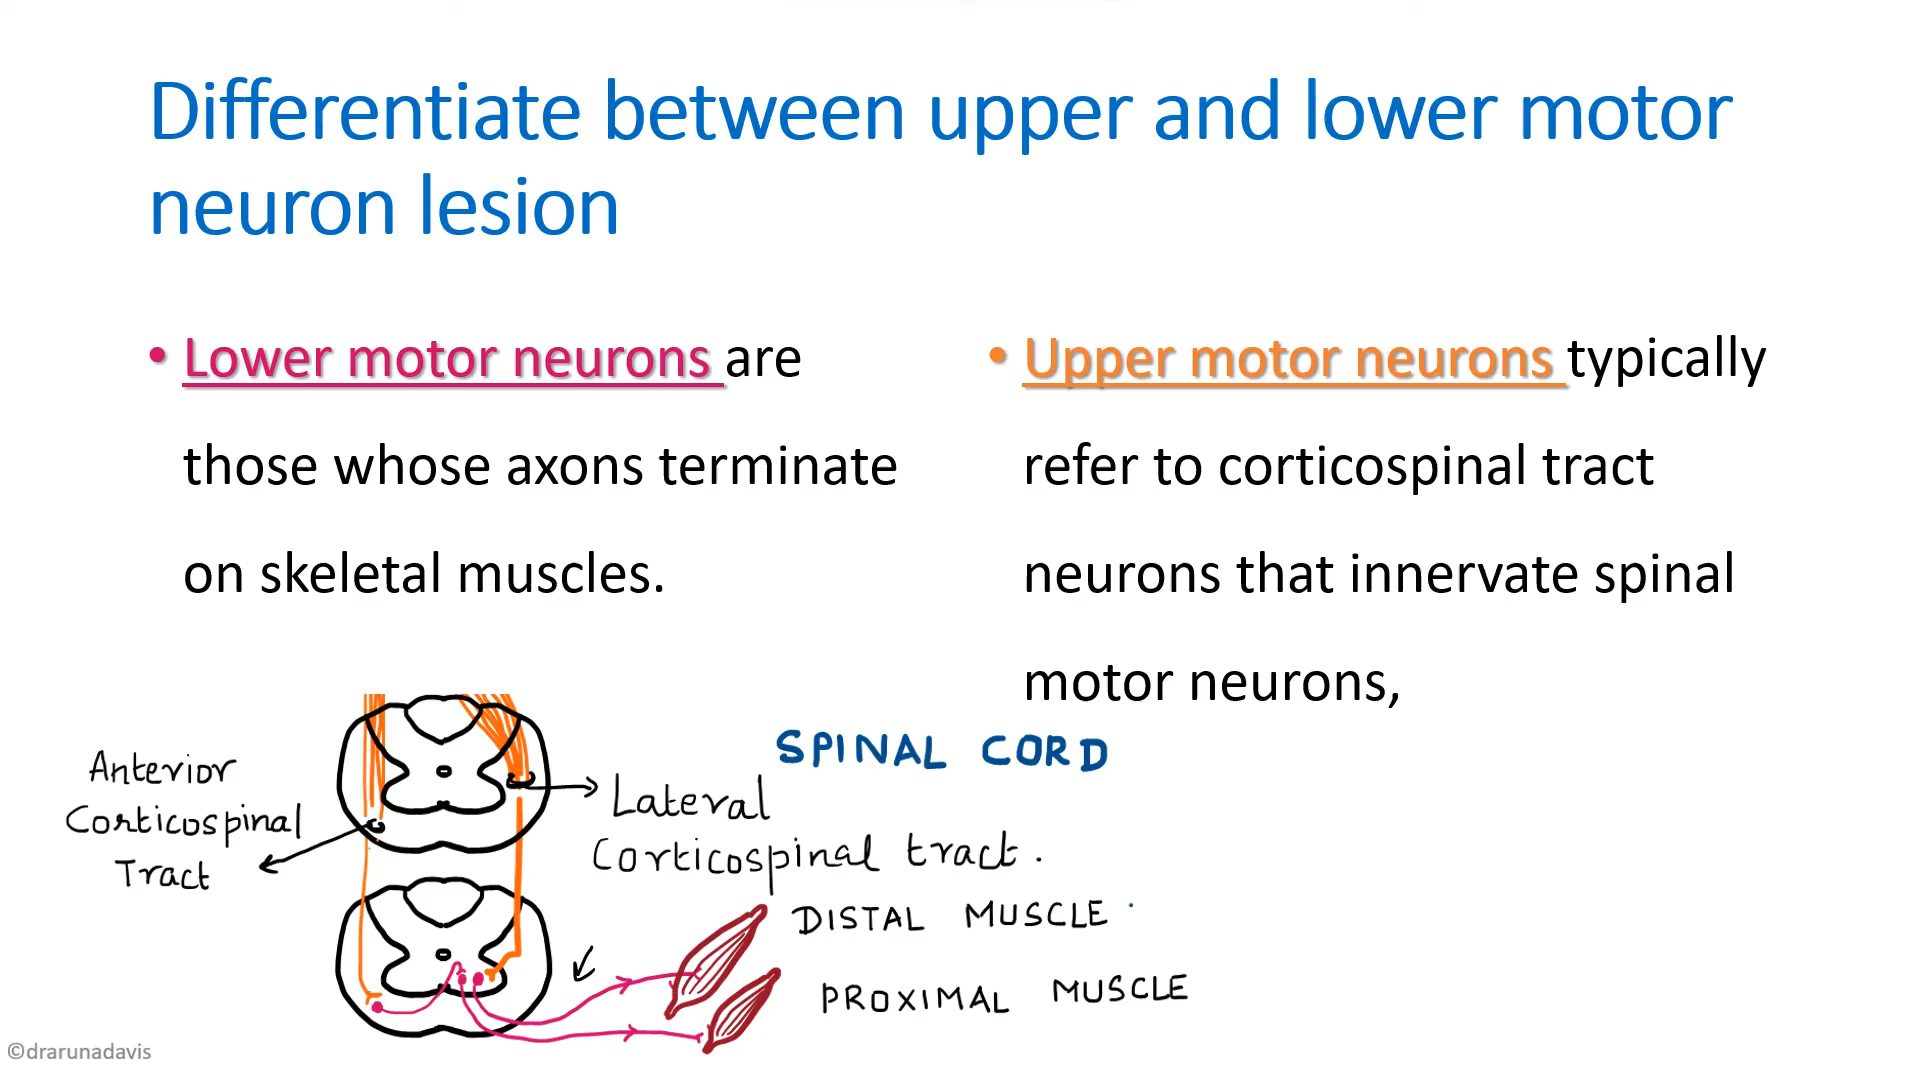 Differentiate between upper and lower motor
neuron lesion
• Lower motor neurons are
those whose axons terminate
on skeletal muscles.
• Upper motor neurons typically
refer to corticospinal tract
neurons that innervate spinal
motor neurons,
SPINAL CORD
Anterior
Corticospinal
Tract
Lateral
Corticospinal tract.
DISTAL MUSCLE
PROXIMAL MUSCLE
©drarunadavis